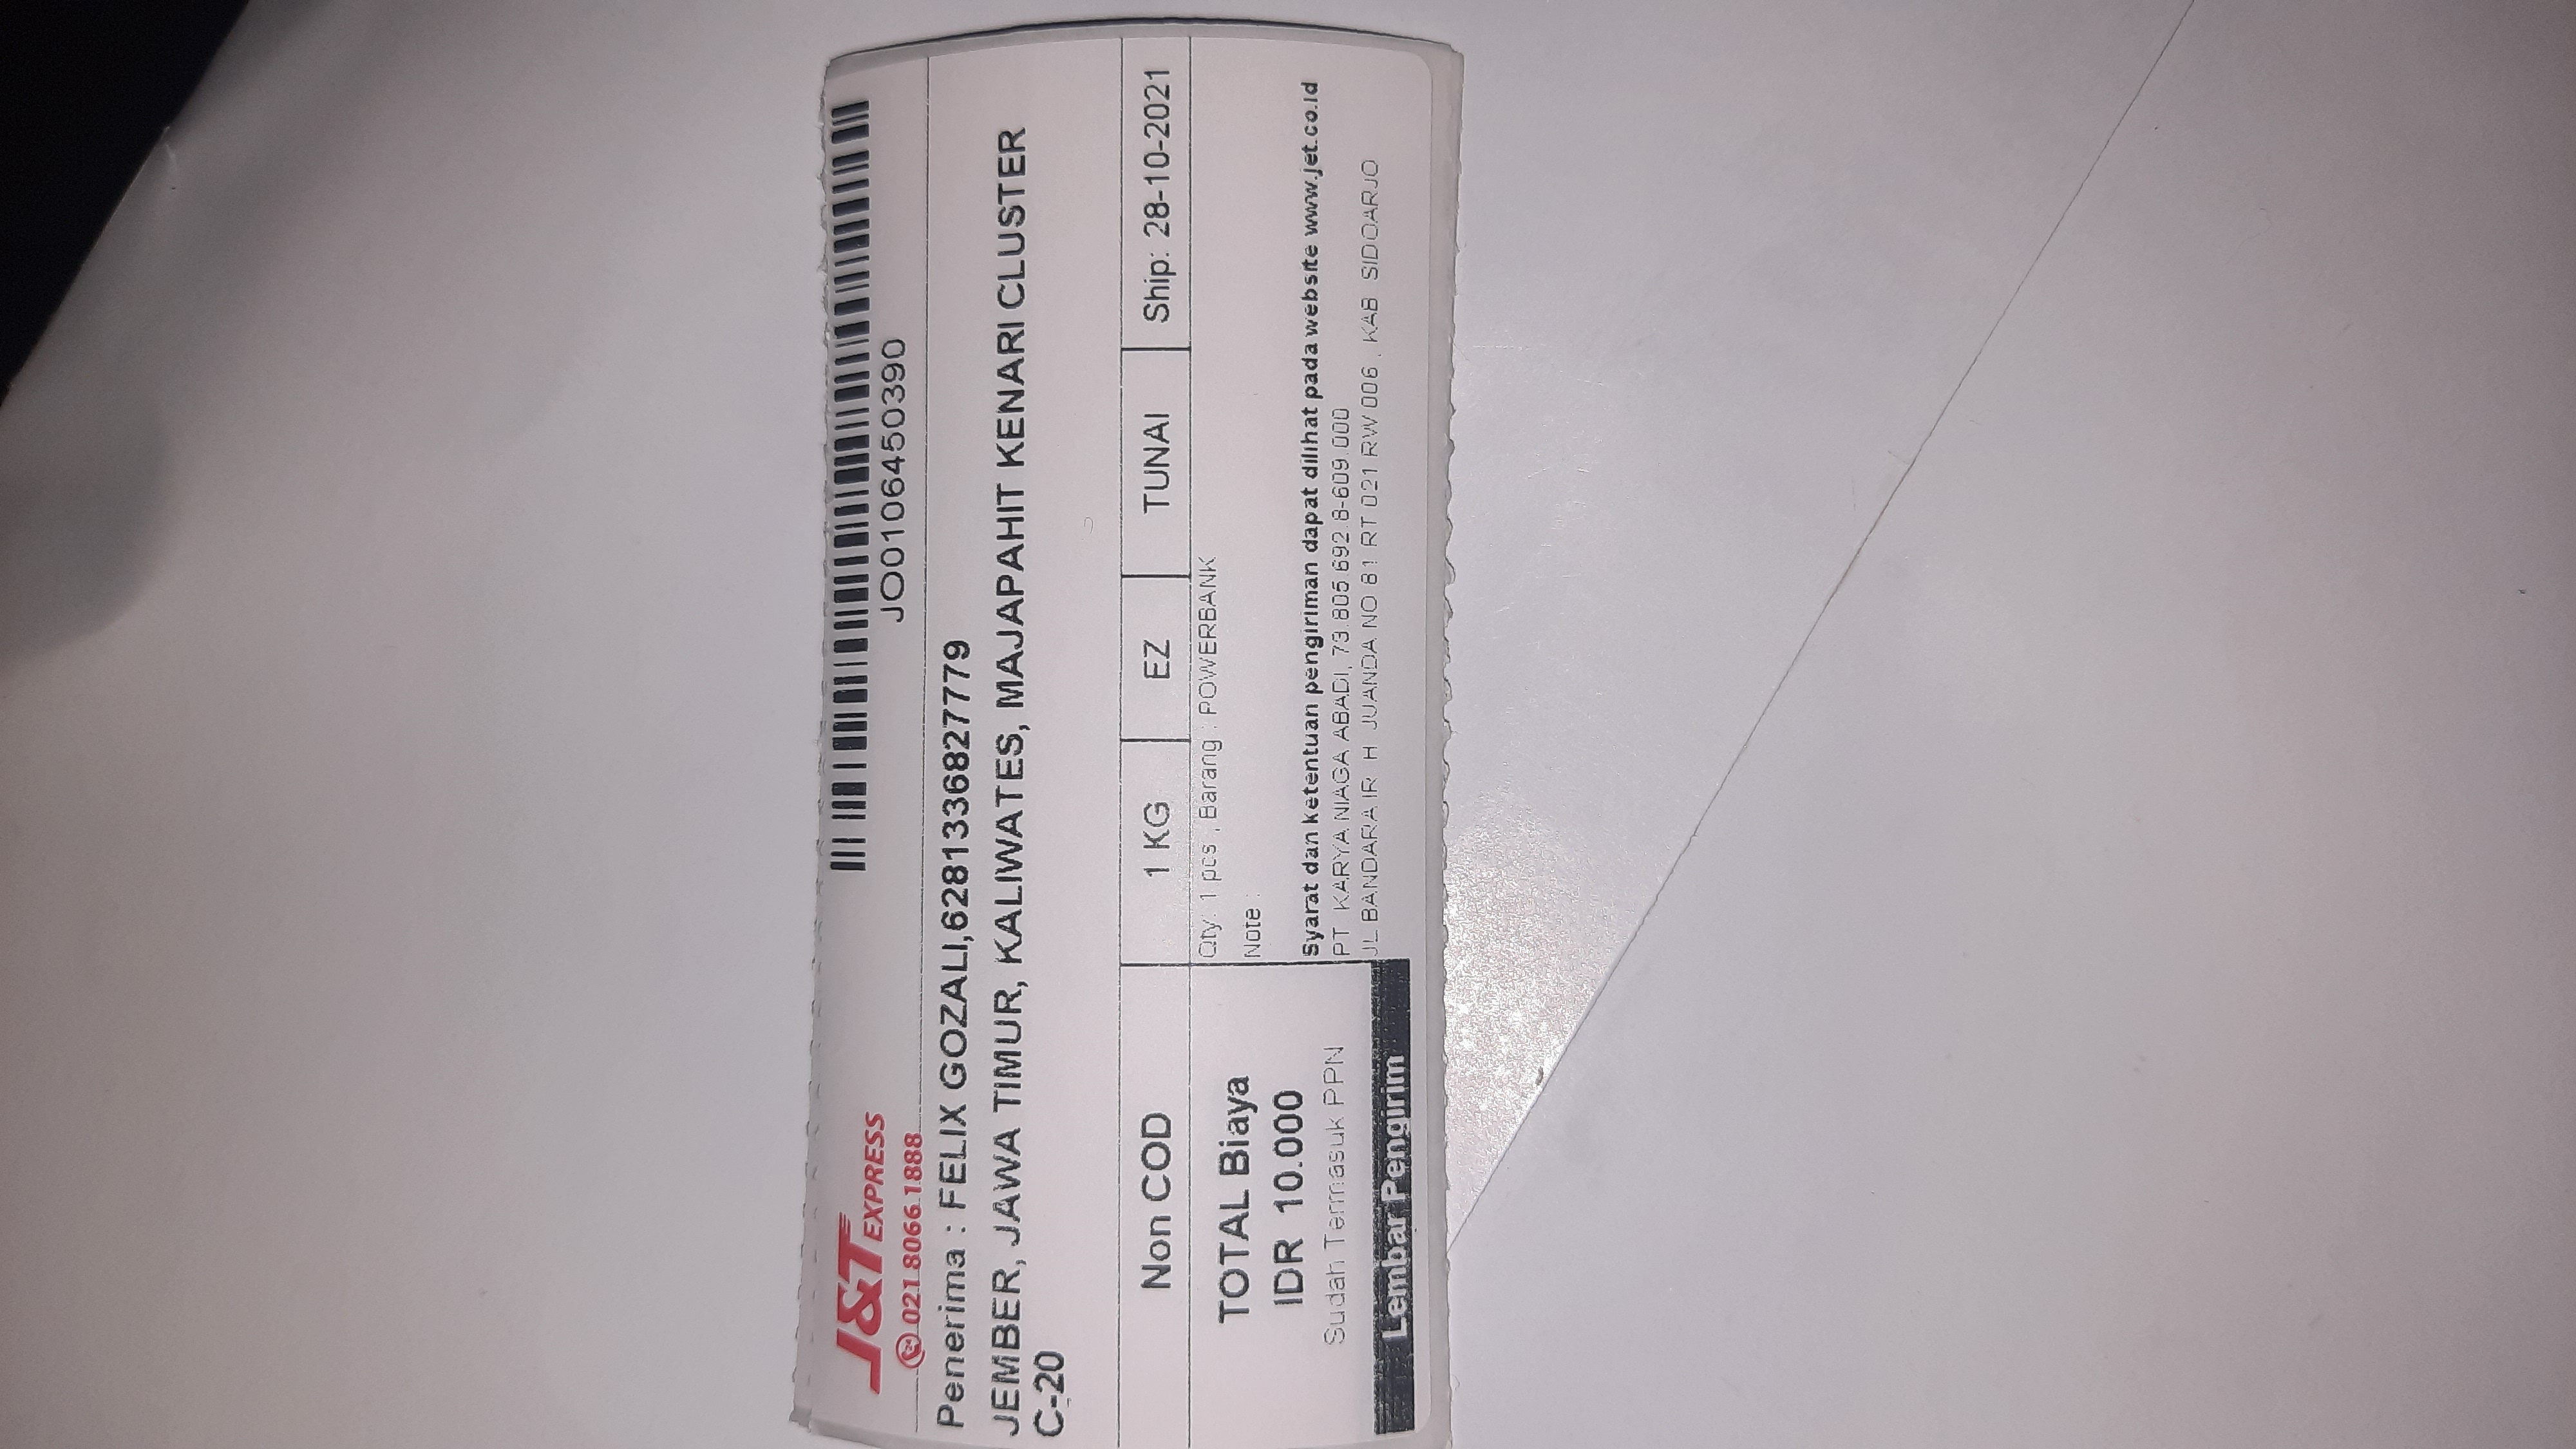 J&T EXPRESS
021 8066 1888
JO0106450390
Penerima : FELIX GOZALI,6281336827779
JEMBER, JAWA TIMUR, KALIWATES, MAJAPAHIT KENARI CLUSTER
C-20
Non COD 1 KG EZ TUNAI Ship: 28-10-2021
TOTAL Biaya
IDR 10.000
Sudah Termasuk PPN
Lembar Pengirim
Qty: 1 pcs , Barang : POWERBANK
Note :
Syarat dan ketentuan pengiriman dapat dilihat pada website www.jet.co.id
PT. KARYA NIAGA ABADI, 73.805.692.8-609.000
JL BANDARA IR. H. JUANDA NO 81 RT 021 RW 006 , KAB. SIDOARJO